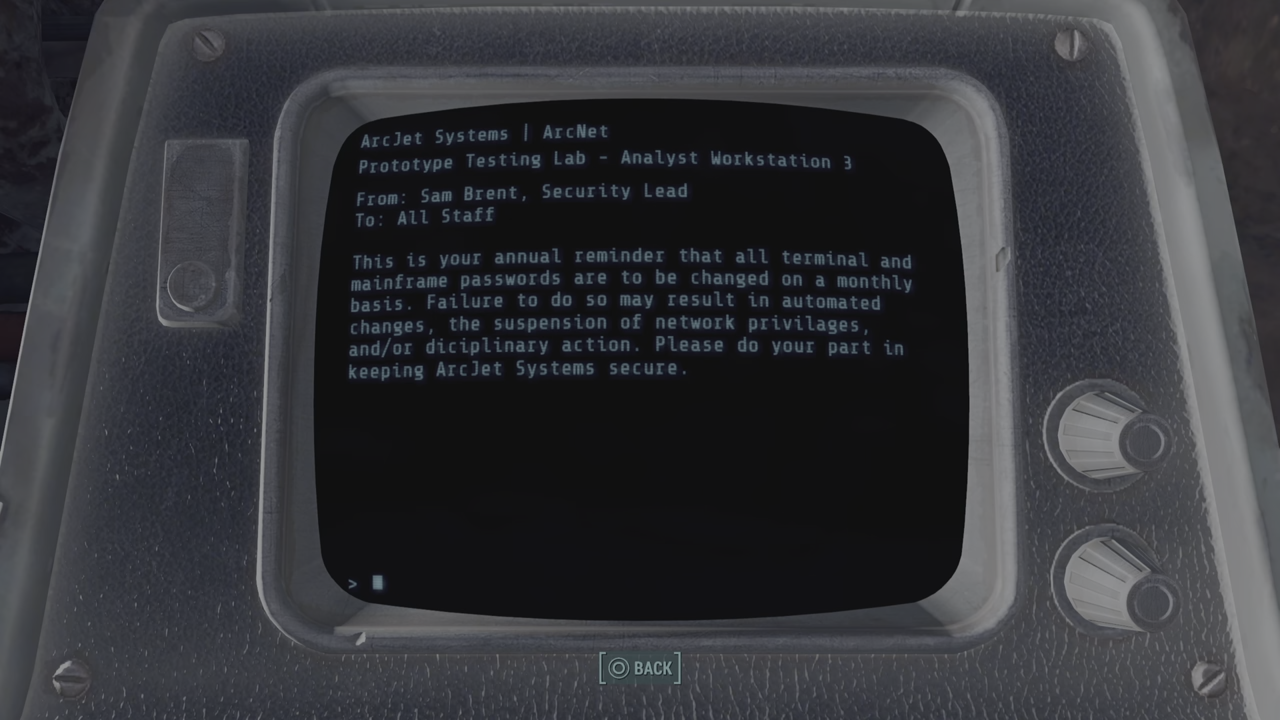 ArcJet Systems | ArcNet
Prototype Testing Lab - Analyst Workstation 3
From: Sam Brent, Security Lead
To: All Staff
This is your annual reminder that all terminal and
mainframe passwords are to be changed on a monthly
basis. Failure to do so may result in automated
changes, the suspension of network privilages,
and/or diciplinary action. Please do your part in
keeping ArcJet Systems secure.
>
BACK